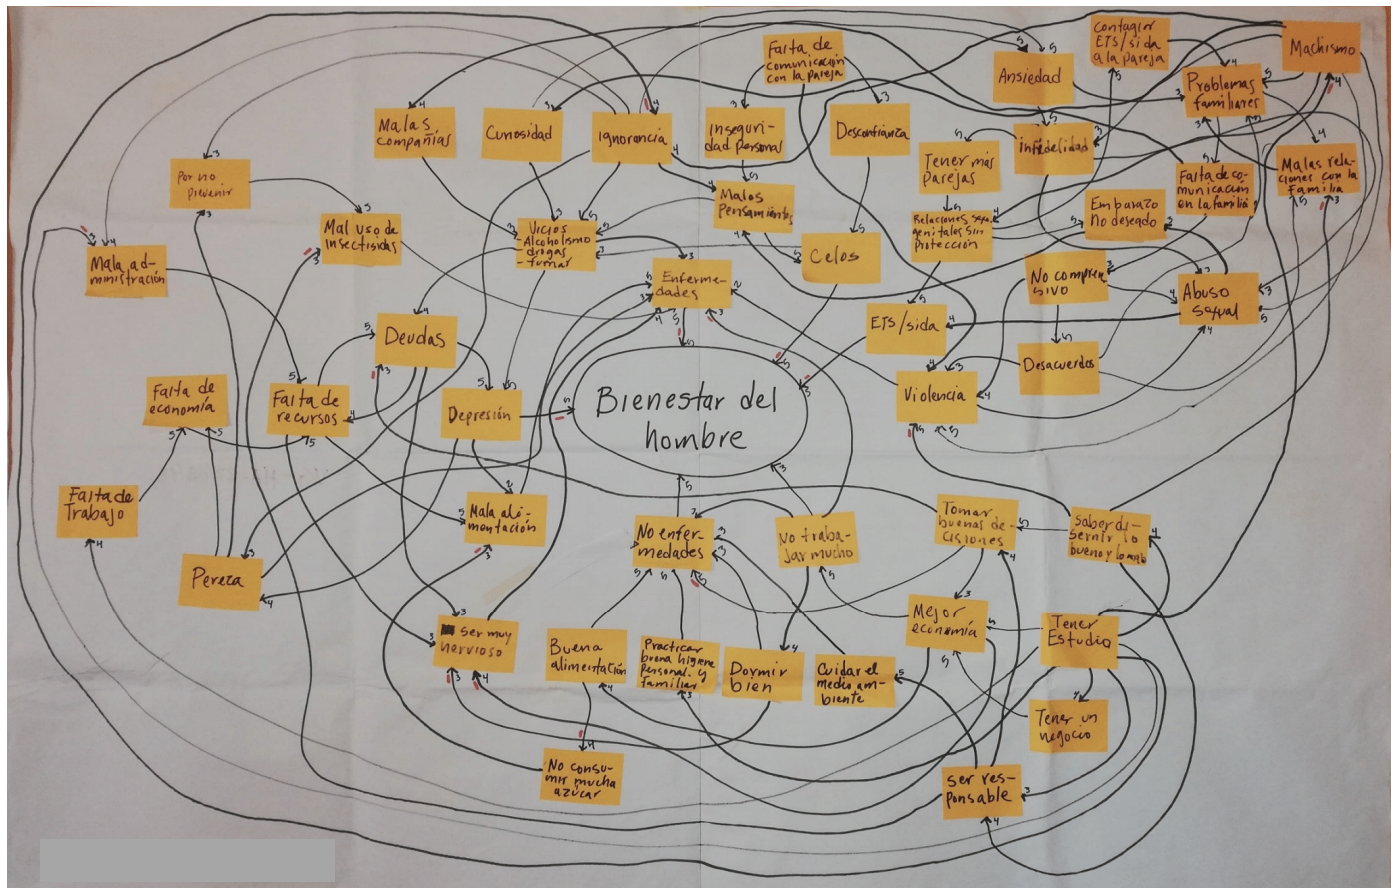 Falta de
comunicación
con la pareja
Contagiar
ETS/sida
a la pareja
Machismo
Ansiedad
Problemas
familiares
Malas
compañías
Curiosidad
Ignorancia
Inseguri-
dad personal
Desconfianza
Tener más
parejas
infidelidad
Falta de co-
municación
en la familia
Malas rela-
ciones con la
familia
Por no
prevenir
Mal uso de
insectisidas
Vicios
-Alcoholismo
-drogas
-fumar
Malos
Pensamientos
Relaciones sexo
genitales sin
protección
Embarazo
No deseado
Mala ad-
ministración
Enferme-
dades
Celos
No compren
sivo
Abuso
sexual
Deudas
ETS/sida
Desacuerdos
Violencia
Falta de
economía
Falta de
recursos
Depresión
Bienestar del
hombre
Falta de
Trabajo
Mala ali-
mentación
No enfer-
medades
No traba-
jar mucho
Tomar
buenas de-
cisiones
Saber di-
sernir lo
bueno y lo malo
Pereza
ser muy
nervioso
Buena
alimentación
Practicar
buena higiene
Personal y
familiar
Dormir
bien
Cuidar el
medio am-
biente
Mejor
economía
Tener
Estudio
Tener un
negocio
No consu-
mir mucha
azúcar
ser res-
ponsable